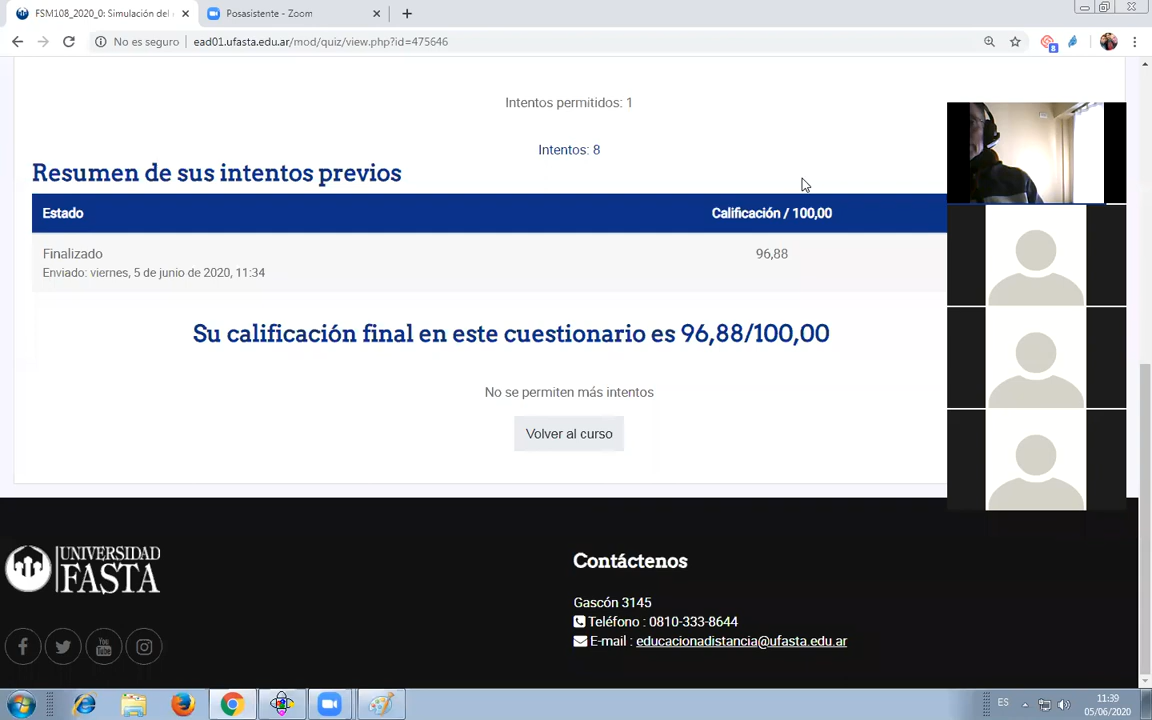 FSM108_2020_0: Simulación del
Posasistente - Zoom
No es seguro
ead01.ufasta.edu.ar/mod/quiz/view.php?id=475646
8
Intentos permitidos: 1
Intentos: 8
Resumen de sus intentos previos
Estado
Calificación / 100,00
Finalizado
96,88
Enviado: viernes, 5 de junio de 2020, 11:34
Su calificación final en este cuestionario es 96,88/100,00
No se permiten más intentos
Volver al curso
UNIVERSIDAD
FASTA
You
Tube
Contáctenos
Gascón 3145
Teléfono : 0810-333-8644
E-mail : educacionadistancia@ufasta.edu.ar
ES
11:39
05/06/2020